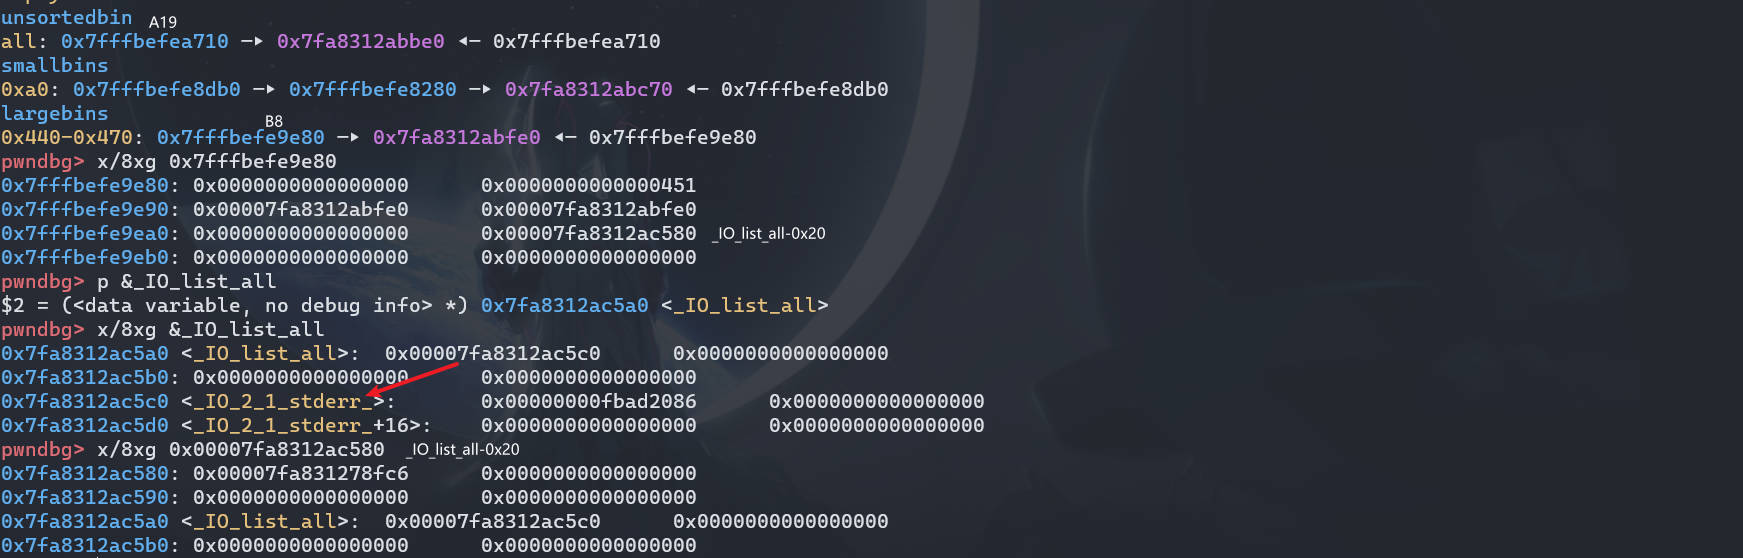 unsortedbin A19
all: 0x7fffbefea710 —▸ 0x7fa8312abbe0 ◂— 0x7fffbefea710
smallbins
0xa0: 0x7fffbefe8db0 —▸ 0x7fffbefe8280 —▸ 0x7fa8312abc70 ◂— 0x7fffbefe8db0
largebins B8
0x440-0x470: 0x7fffbefe9e80 —▸ 0x7fa8312abfe0 ◂— 0x7fffbefe9e80
pwndbg> x/8xg 0x7fffbefe9e80
0x7fffbefe9e80: 0x0000000000000000 0x0000000000000451
0x7fffbefe9e90: 0x00007fa8312abfe0 0x00007fa8312abfe0
0x7fffbefe9ea0: 0x0000000000000000 0x00007fa8312ac580 _IO_list_all-0x20
0x7fffbefe9eb0: 0x0000000000000000 0x0000000000000000
pwndbg> p &_IO_list_all
$2 = (<data variable, no debug info> *) 0x7fa8312ac5a0 <_IO_list_all>
pwndbg> x/8xg &_IO_list_all
0x7fa8312ac5a0 <_IO_list_all>: 0x00007fa8312ac5c0 0x0000000000000000
0x7fa8312ac5b0: 0x0000000000000000 0x0000000000000000
0x7fa8312ac5c0 <_IO_2_1_stderr_>: 0x00000000fbad2086 0x0000000000000000
0x7fa8312ac5d0 <_IO_2_1_stderr_+16>: 0x0000000000000000 0x0000000000000000
pwndbg> x/8xg 0x00007fa8312ac580 _IO_list_all-0x20
0x7fa8312ac580: 0x00007fa831278fc6 0x0000000000000000
0x7fa8312ac590: 0x0000000000000000 0x0000000000000000
0x7fa8312ac5a0 <_IO_list_all>: 0x00007fa8312ac5c0 0x0000000000000000
0x7fa8312ac5b0: 0x0000000000000000 0x0000000000000000